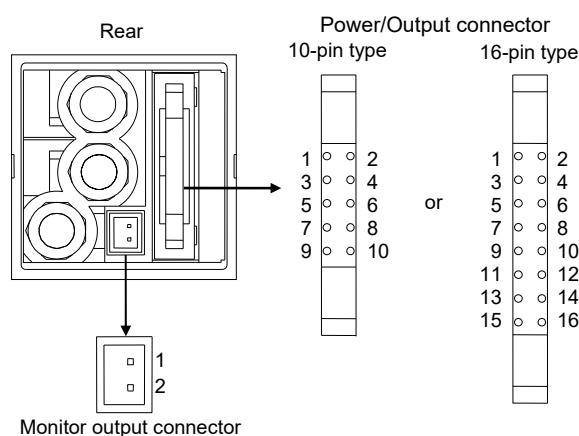 Rear
Power/Output connector
10-pin type
16-pin type
1 2
3 4
5 6
7 8
9 10
or
1 2
3 4
5 6
7 8
9 10
11 12
13 14
15 16
1
2
Monitor output connector